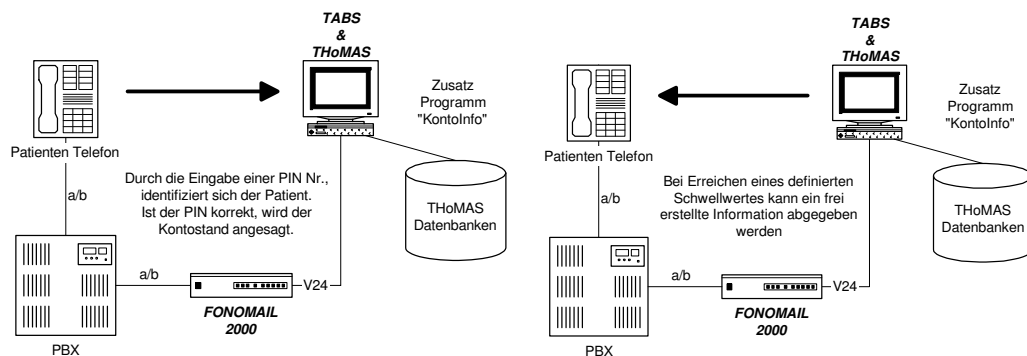 TABS
&
THoMAS
Zusatz
Programm
"KontoInfo"
Patienten Telefon
a/b
Durch die Eingabe einer PIN Nr.,
identifiziert sich der Patient.
Ist der PIN korrekt, wird der
Kontostand angesagt.
THoMAS
Datenbanken
a/b
V24
FONOMAIL
2000
PBX
TABS
&
THoMAS
Zusatz
Programm
"KontoInfo"
Patienten Telefon
a/b
Bei Erreichen eines definierten
Schwellwertes kann ein frei
erstellte Information abgegeben
werden
THoMAS
Datenbanken
a/b
V24
FONOMAIL
2000
PBX